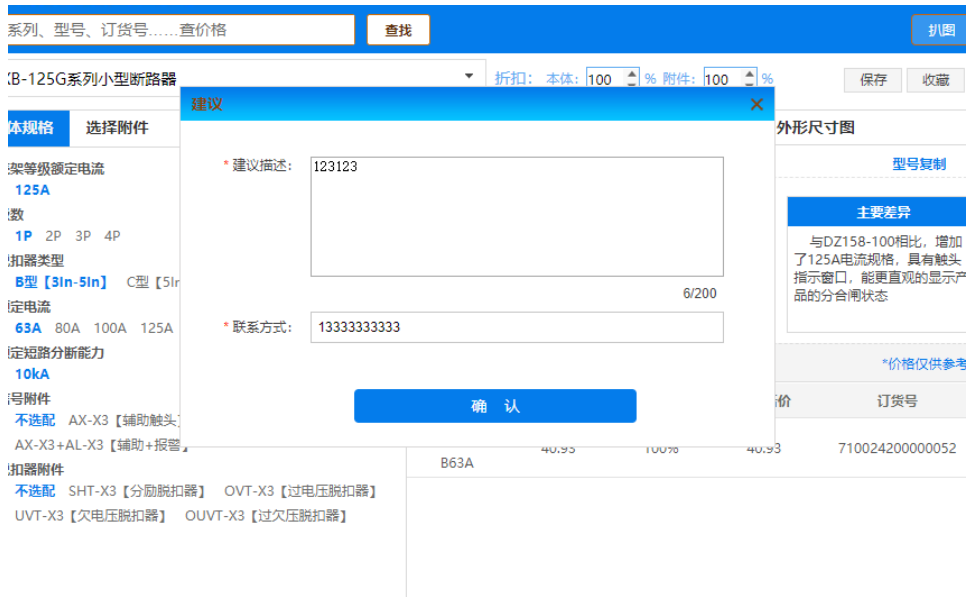 系列、型号、订货号……查价格 查找 扒图
XB-125G系列小型断路器 折扣： 本体: 100 % 附件: 100 % 保存 收藏
建议
体规格 选择附件 外形尺寸图
*建议描述: 123123
架等级额定电流 型号复制
125A
数 主要差异
1P 2P 3P 4P
与DZ158-100相比，增加
扣器类型 了125A电流规格，具有触头
B型【3In-5In】 C型【5In 指示窗口，能更直观的显示产
品的分合闸状态
6/200
定电流
63A 80A 100A 125A *联系方式: 13333333333
定短路分断能力 *价格仅供参考
10kA
号附件 价 订货号
不选配 AX-X3【辅助触头】 确 认
AX-X3+AL-X3【辅助+报警】 40.93 100% 40.93 710024200000052
B63A
扣器附件
不选配 SHT-X3【分励脱扣器】 OVT-X3【过电压脱扣器】
UVT-X3【欠电压脱扣器】 OUVT-X3【过欠压脱扣器】